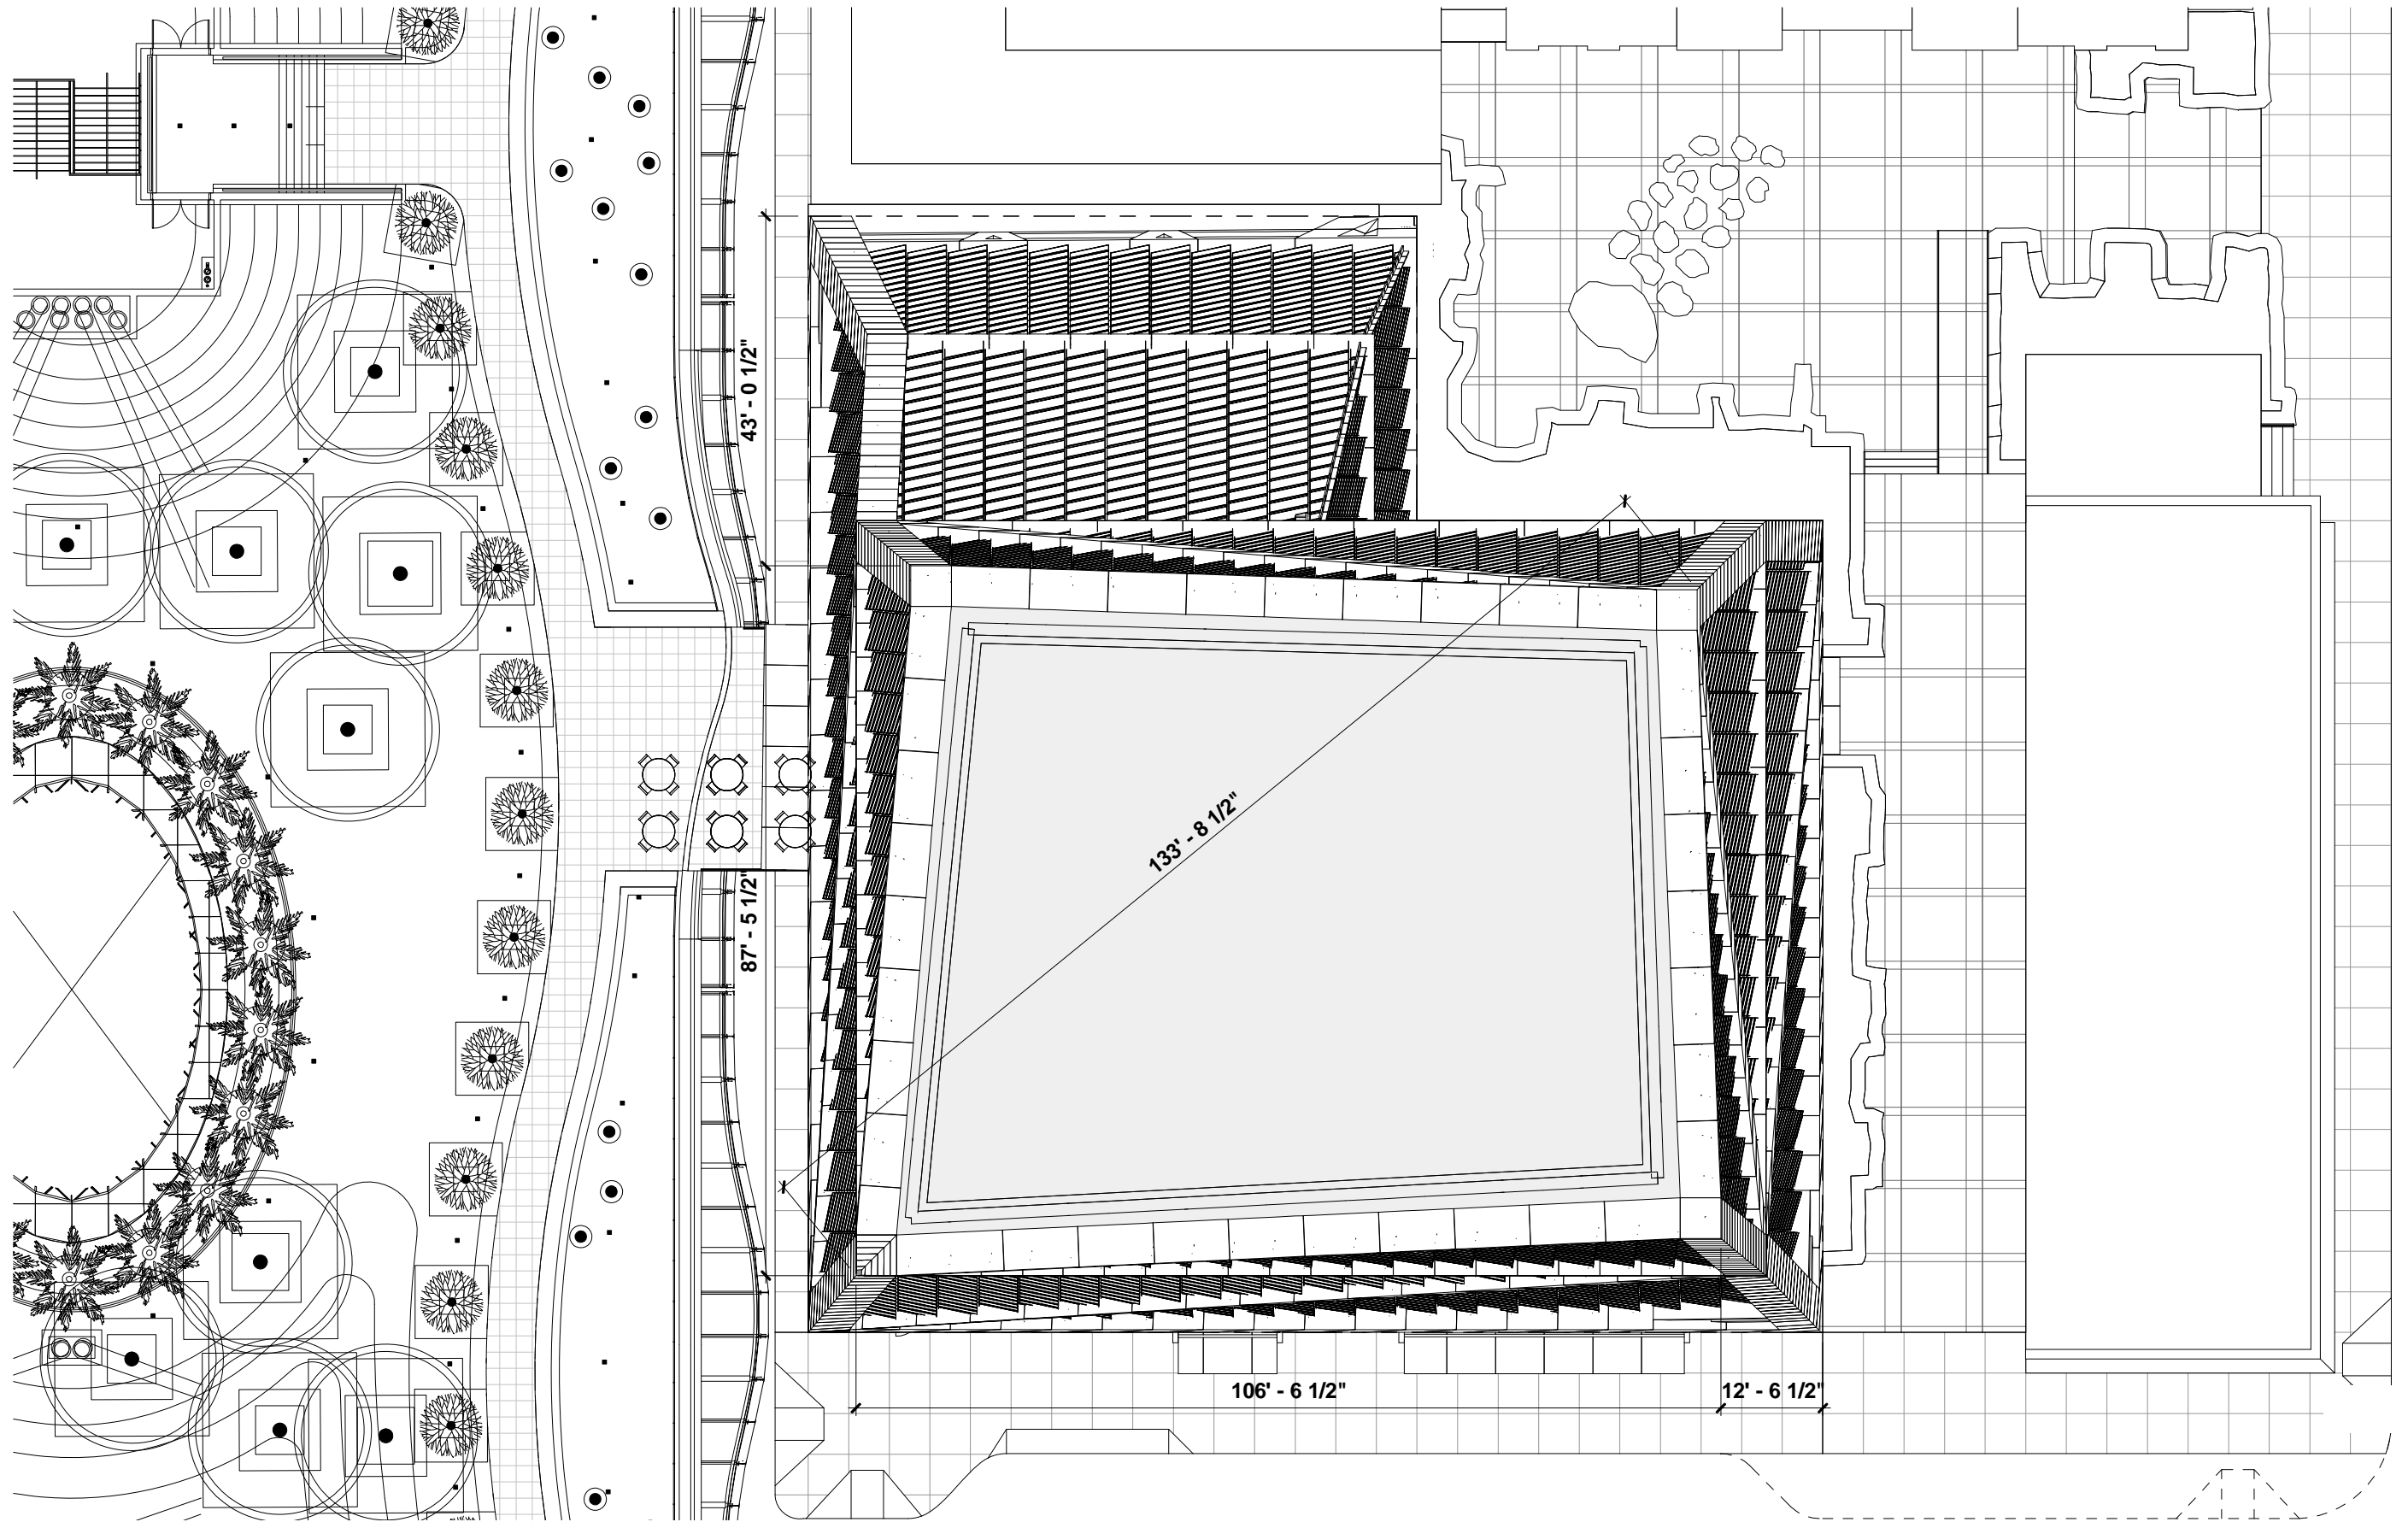 43' - 0 1/2"
133' - 8 1/2"
87' - 5 1/2"
106' - 6 1/2"
12' - 6 1/2"